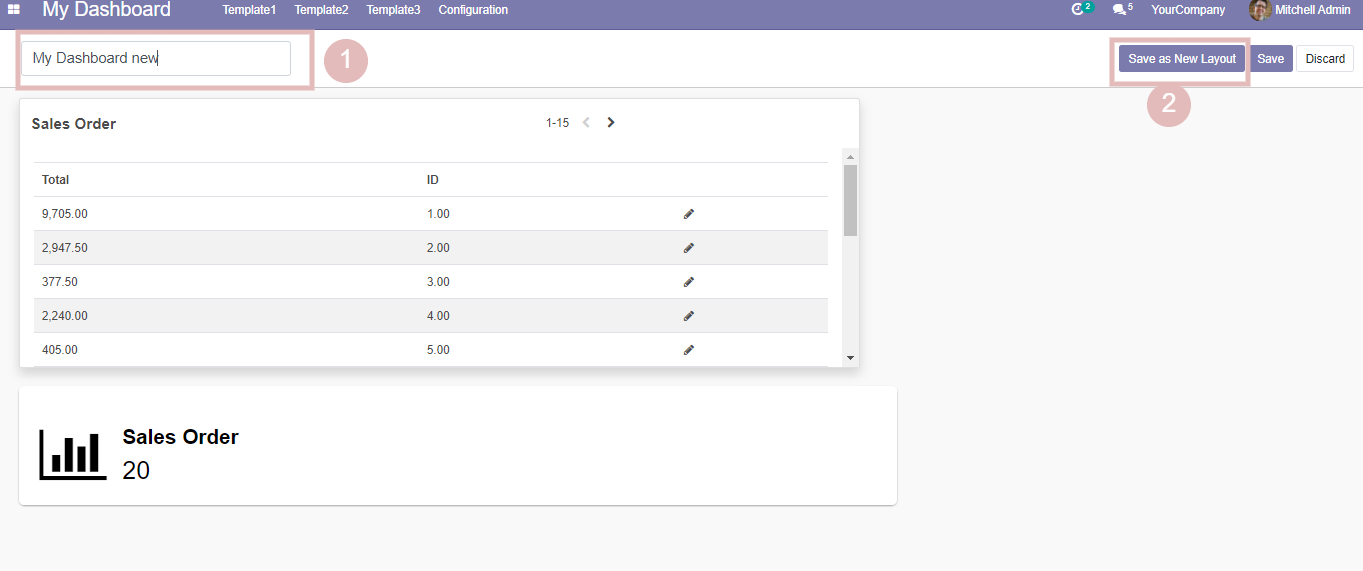 My Dashboard Template1 Template2 Template3 Configuration 2 5 YourCompany Mitchell Admin
My Dashboard new 1 Save as New Layout Save Discard
2
Sales Order 1-15
Total ID
9,705.00 1.00
2,947.50 2.00
377.50 3.00
2,240.00 4.00
405.00 5.00
Sales Order
20